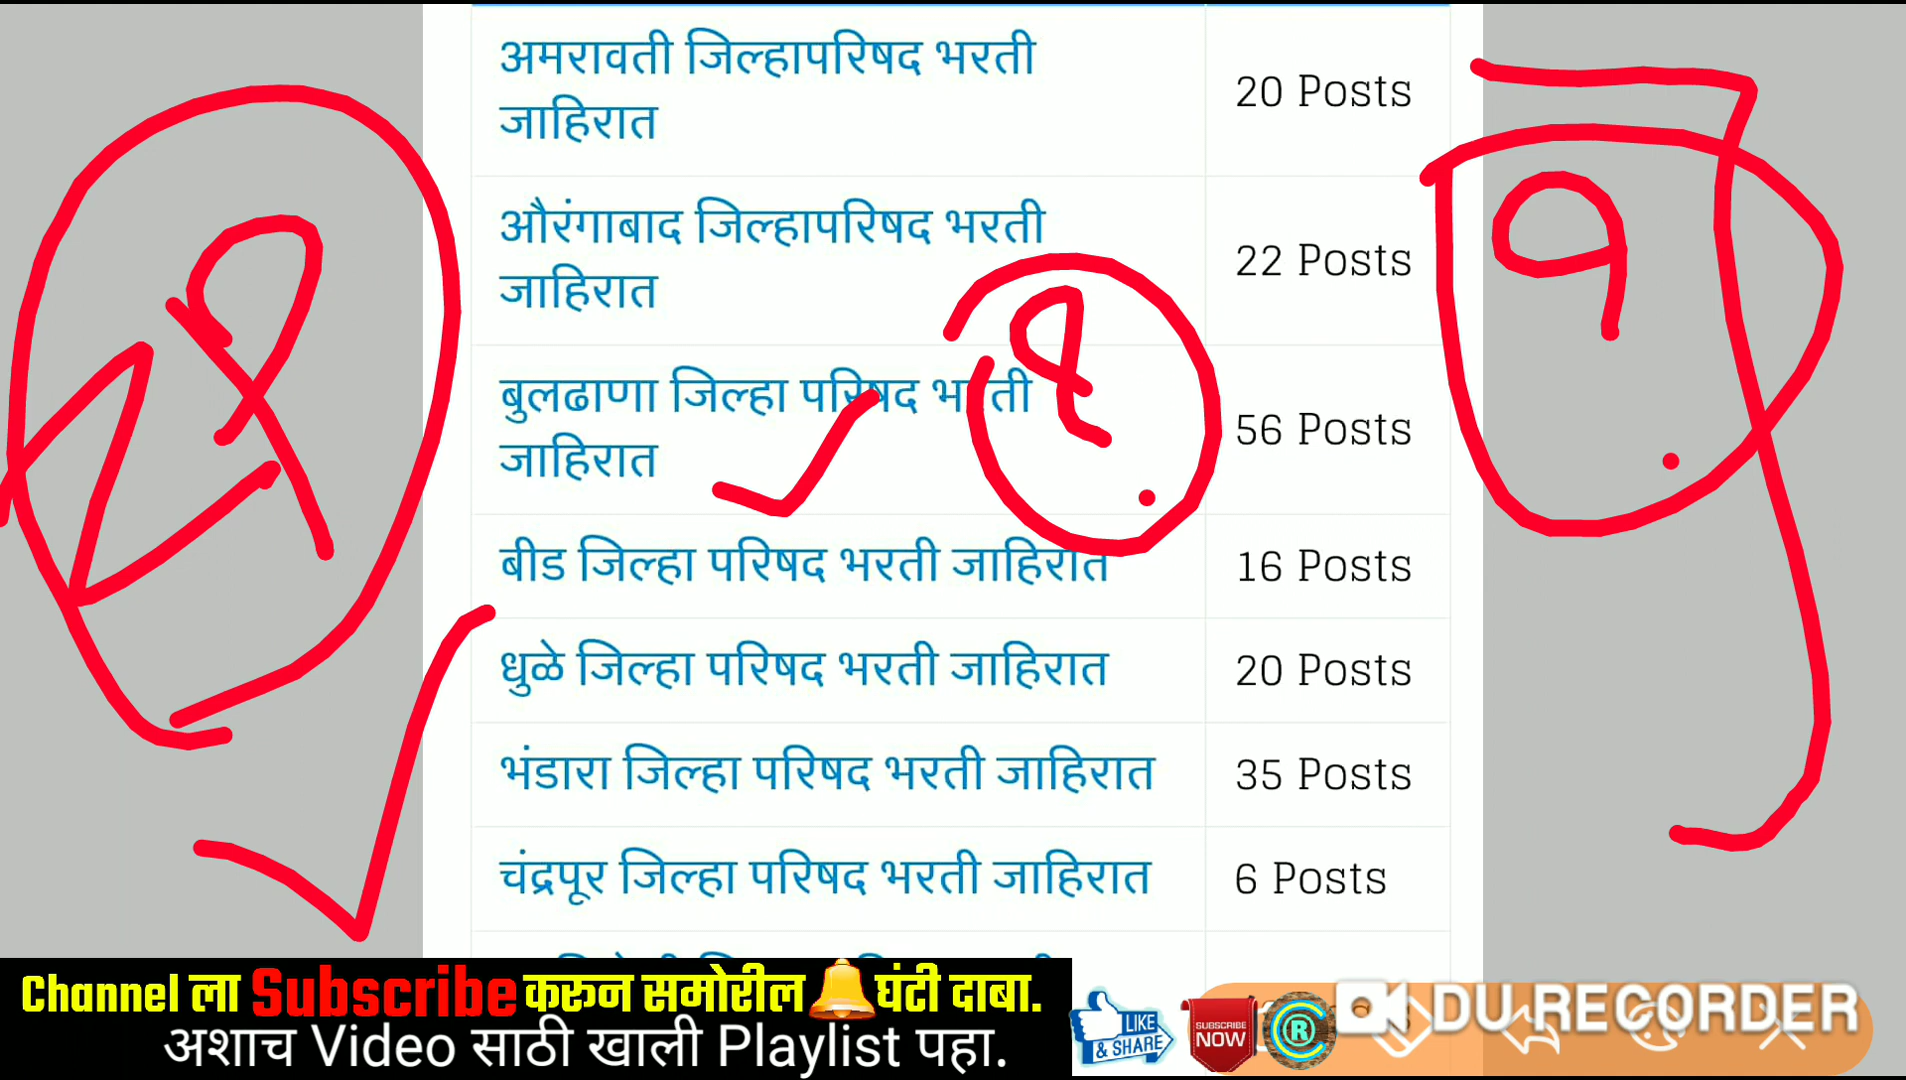 अमरावती जिल्हापरिषद भरती
जाहिरात
20 Posts
औरंगाबाद जिल्हापरिषद भरती
जाहिरात
22 Posts
बुलढाणा जिल्हा परिषद भरती
जाहिरात
56 Posts
बीड जिल्हा परिषद भरती जाहिरात
16 Posts
धुळे जिल्हा परिषद भरती जाहिरात
20 Posts
भंडारा जिल्हा परिषद भरती जाहिरात
35 Posts
चंद्रपूर जिल्हा परिषद भरती जाहिरात
6 Posts
Channel ला Subscribe करून समोरील घंटी दाबा.
अशाच Video साठी खाली Playlist पहा.
LIKE
& SHARE
SUBSCRIBE
NOW
R
DU RECORDER